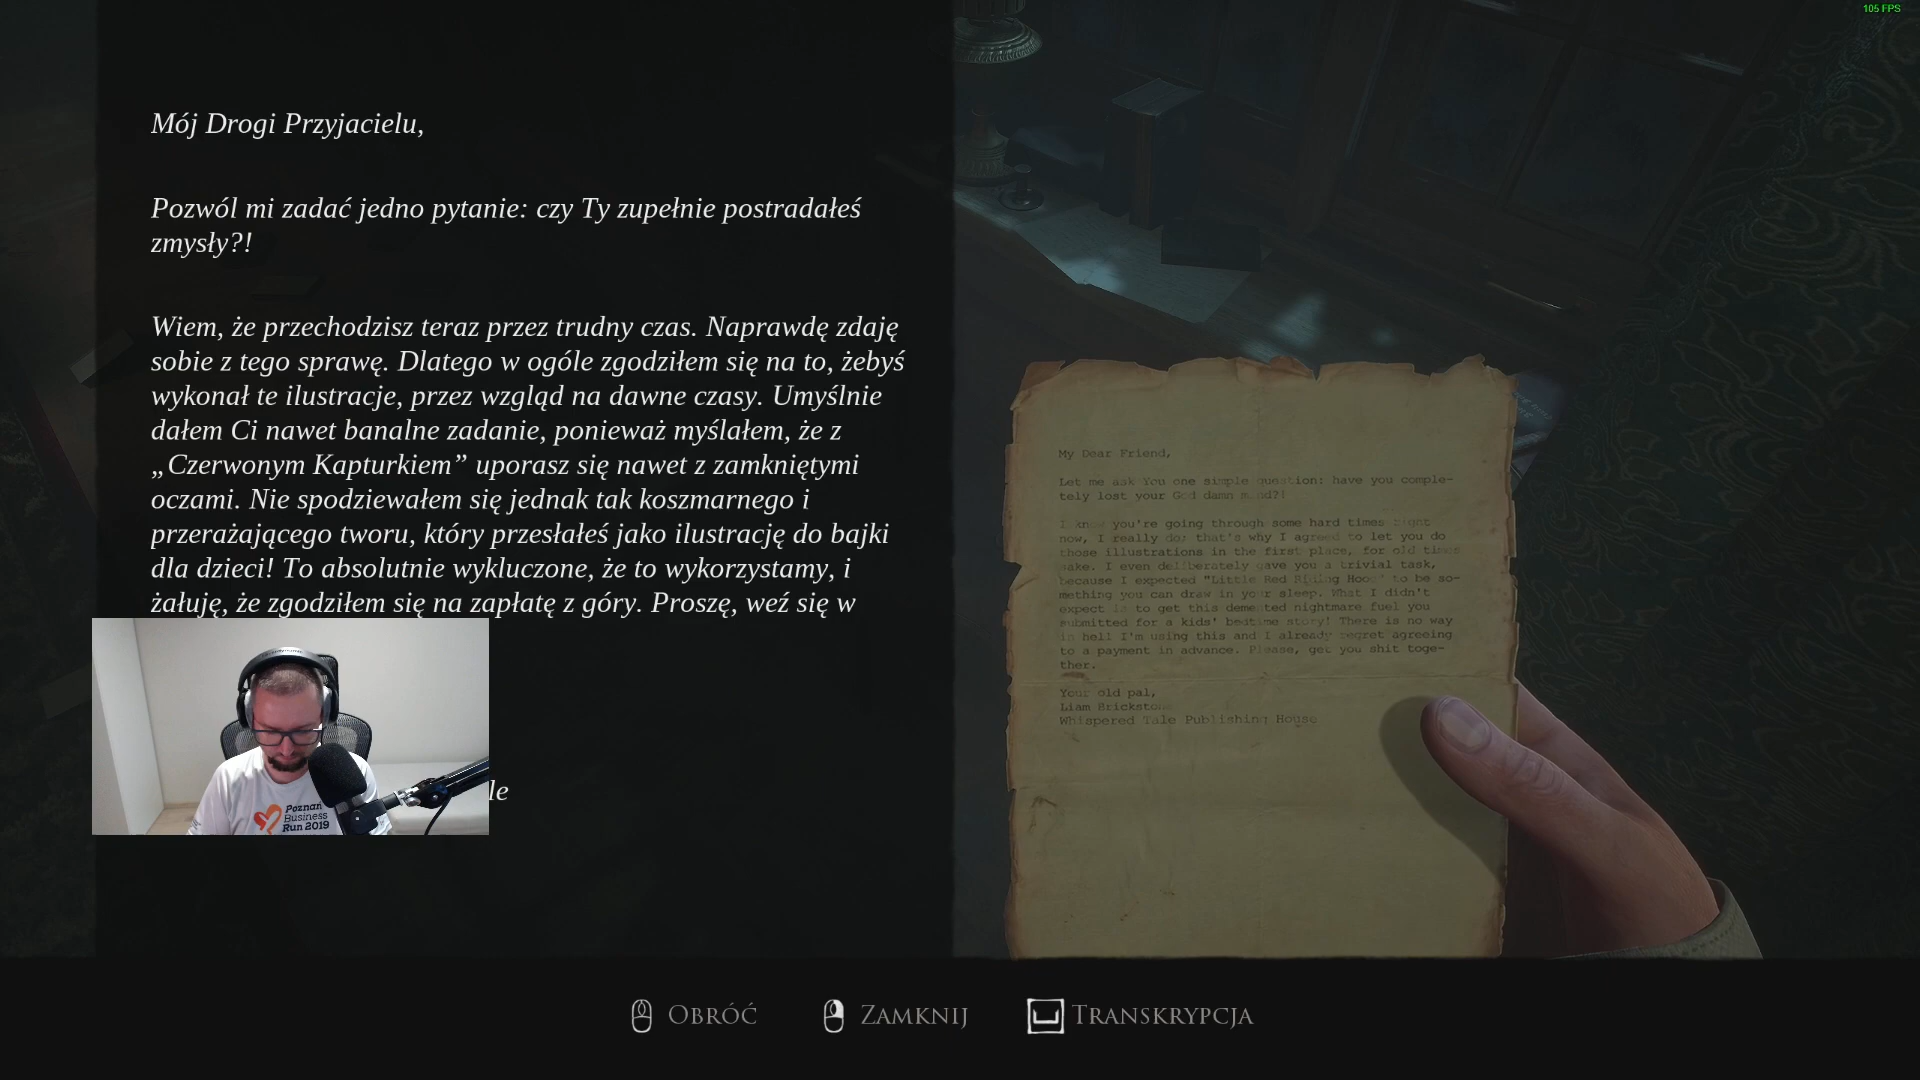 105 FPS
Mój Drogi Przyjacielu,
Pozwól mi zadać jedno pytanie: czy Ty zupełnie postradałeś
zmysły?!
Wiem, że przechodzisz teraz przez trudny czas. Naprawdę zdaję
sobie z tego sprawę. Dlatego w ogóle zgodziłem się na to, żebyś
wykonał te ilustracje, przez wzgląd na dawne czasy. Umyślnie
dałem Ci nawet banalne zadanie, ponieważ myślałem, że z
„Czerwonym Kapturkiem” uporasz się nawet z zamkniętymi
oczami. Nie spodziewałem się jednak tak koszmarnego i
przerażającego tworu, który przesłałeś jako ilustrację do bajki
dla dzieci! To absolutnie wykluczone, że to wykorzystamy, i
żałuję, że zgodziłem się na zapłatę z góry. Proszę, weź się w
le
Poznań
Business
Run 2019
My Dear Friend,
Let me ask You one simple question: have you comple-
tely lost your God damn mind?!
I know you're going through some hard times right
now, I really do; that's why I agreed to let you do
those illustrations in the first place, for old times
sake. I even deliberately gave you a trivial task,
because I expected "Little Red Riding Hood" to be so-
mething you can draw in your sleep. What I didn't
expect is to get this demented nightmare fuel you
submitted for a kids' bedtime story! There is no way
in hell I'm using this and I already regret agreeing
to a payment in advance. Please, get you shit toge-
ther.
Your old pal,
Liam Brickstone
Whispered Tale Publishing House
Obróć
Zamknij
Transkrypcja